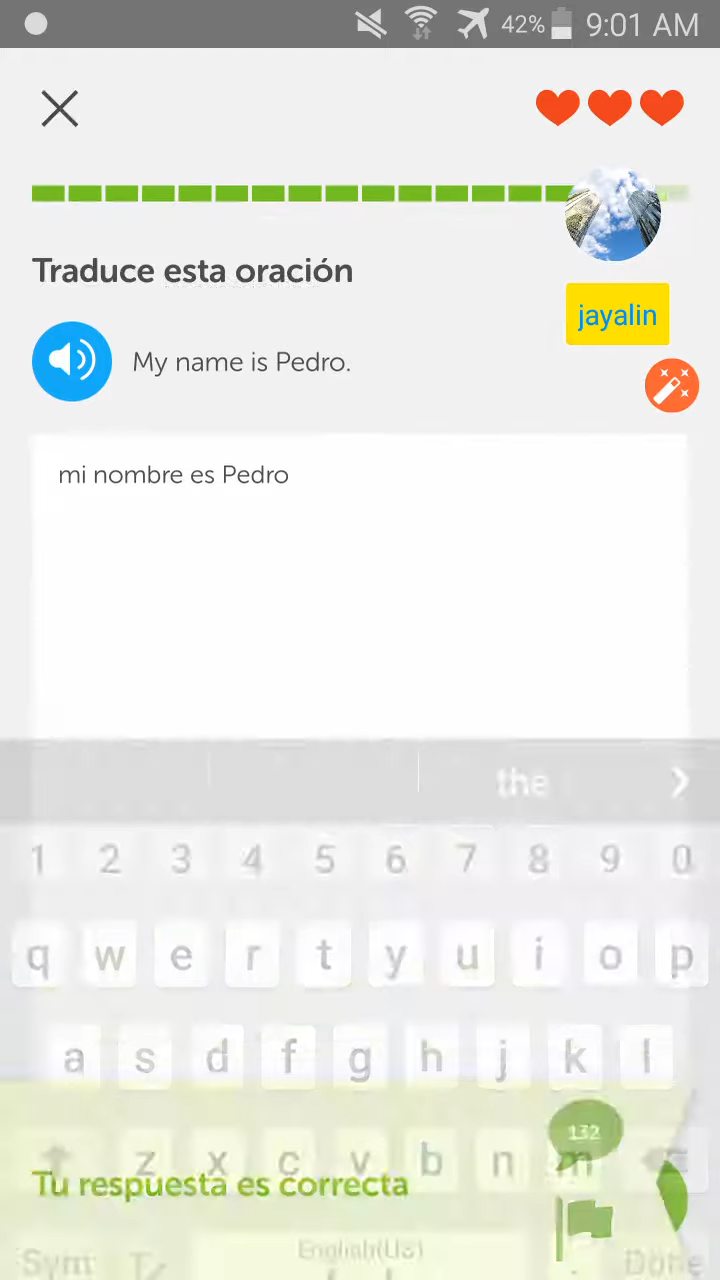 42% 9:01 AM
Traduce esta oración
jayalin
My name is Pedro.
mi nombre es Pedro
the
1 2 3 4 5 6 7 8 9 0
q w e r t y u i o p
a s d f g h j k l
132
z x c v b n m
Tu respuesta es correcta
English(US)
Sym Done